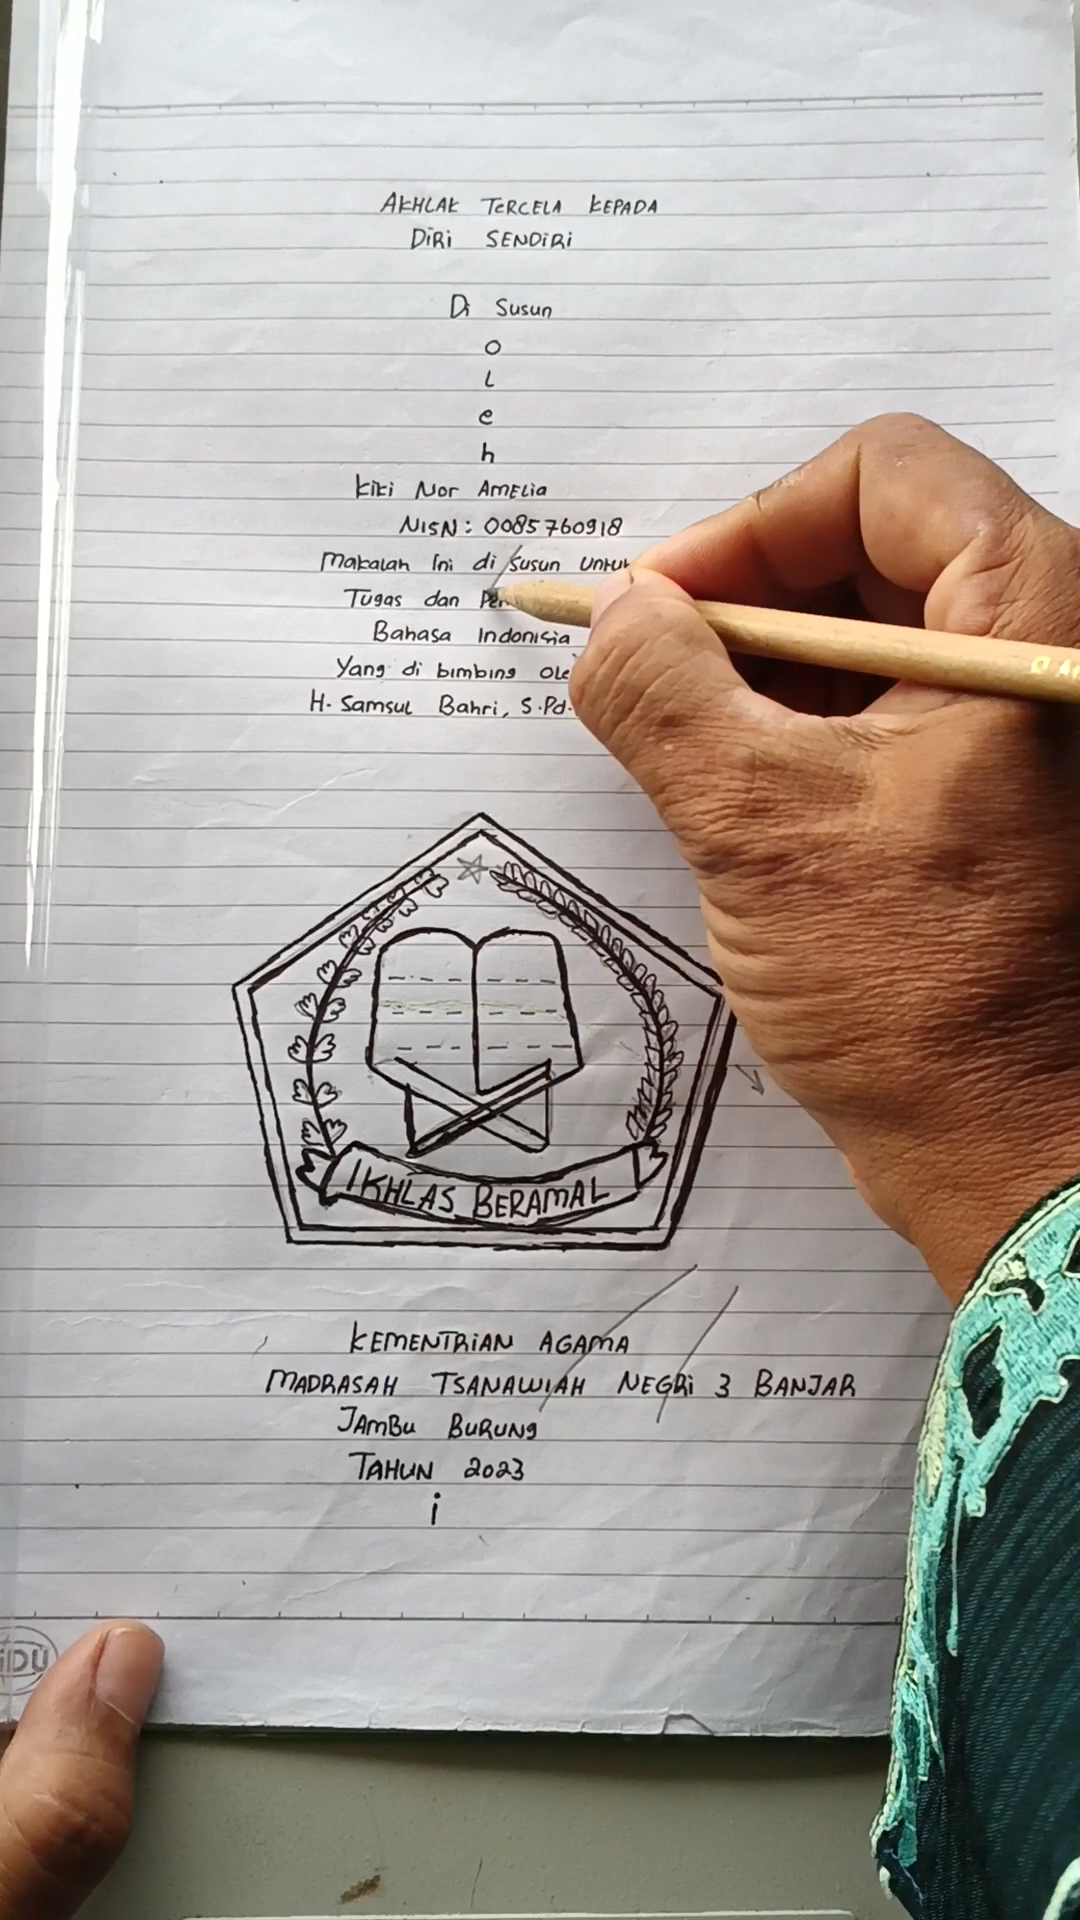 AKHLAK TERCELA KEPADA
DiRi SENDiRi
Di Susun
O
L
e
h
Kiki Nor AMELia
NISN: 0085760918
Makalah Ini di Susun
Tugas dan
Bahasa Indonisia
Yang di bimbing
H. Samsul Bahri, S.Pd.
IKHLAS BERAMAL
KEMENTRiAN AGAMA
MADRASAH TSANAWiAH NEGRi 3 BANJAR
JAMBu BURUNg
TAHUN 2023
i